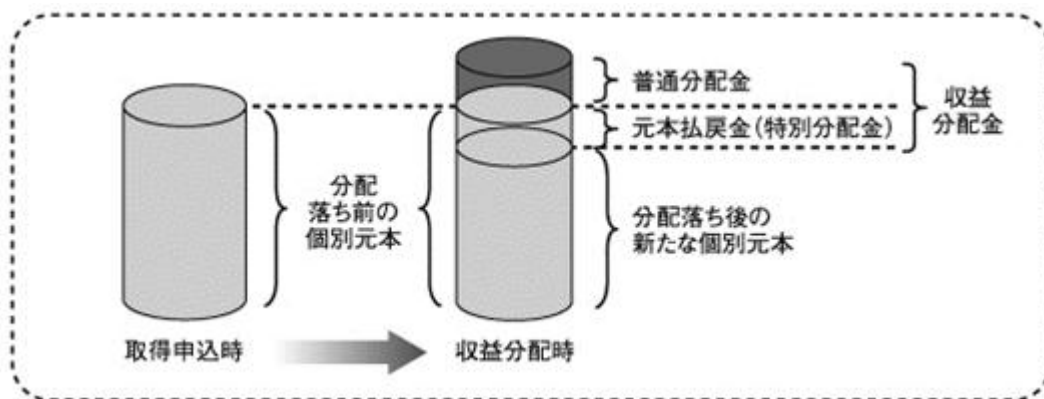 普通分配金
元本払戻金(特別分配金)
収益
分配金
分配
落ち前の
個別元本
分配落ち後の
新たな個別元本
取得申込時
収益分配時